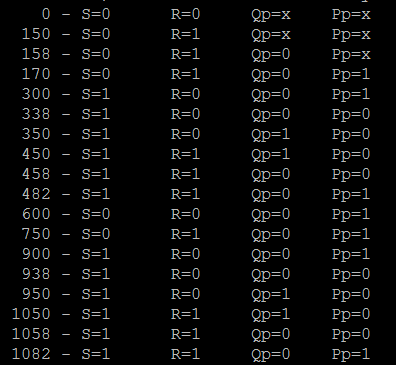 0 - S=0 R=0 Qp=x Pp=x
150 - S=0 R=1 Qp=x Pp=x
158 - S=0 R=1 Qp=0 Pp=x
170 - S=0 R=1 Qp=0 Pp=1
300 - S=1 R=0 Qp=0 Pp=1
338 - S=1 R=0 Qp=0 Pp=0
350 - S=1 R=0 Qp=1 Pp=0
450 - S=1 R=1 Qp=1 Pp=0
458 - S=1 R=1 Qp=0 Pp=0
482 - S=1 R=1 Qp=0 Pp=1
600 - S=0 R=0 Qp=0 Pp=1
750 - S=0 R=1 Qp=0 Pp=1
900 - S=1 R=0 Qp=0 Pp=1
938 - S=1 R=0 Qp=0 Pp=0
950 - S=1 R=0 Qp=1 Pp=0
1050 - S=1 R=1 Qp=1 Pp=0
1058 - S=1 R=1 Qp=0 Pp=0
1082 - S=1 R=1 Qp=0 Pp=1